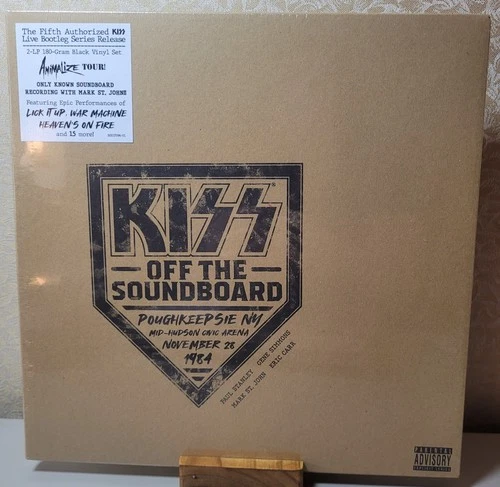 The Fifth Authorized KISS
Live Bootleg Series Release
2-LP 180-Gram Black Vinyl Set
ANIMALIZE TOUR!
ONLY KNOWN SOUNDBOARD
RECORDING WITH MARK ST. JOHN!
Featuring Epic Performances of
LICK IT UP, WAR MACHINE
HEAVEN'S ON FIRE
and 15 more!
KISS®
OFF THE
SOUNDBOARD
POUGHKEEPSIE NY
MID-HUDSON CIVIC ARENA
NOVEMBER 28
1984
PAUL STANLEY GENE SIMMONS
MARK ST. JOHN ERIC CARR
PARENTAL
ADVISORY
EXPLICIT LYRICS